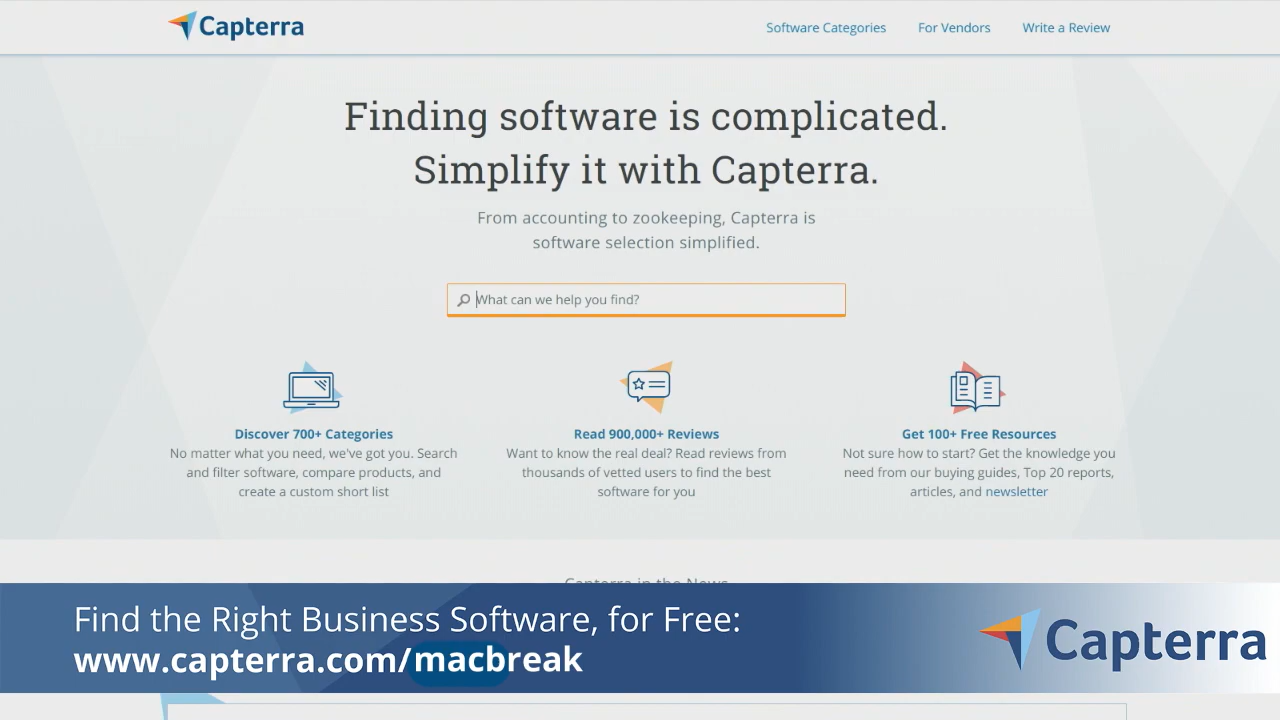 Capterra
Software Categories
For Vendors
Write a Review
Finding software is complicated.
Simplify it with Capterra.
From accounting to zookeeping, Capterra is
software selection simplified.
What can we help you find?
Discover 700+ Categories
No matter what you need, we've got you. Search
and filter software, compare products, and
create a custom short list
Read 900,000+ Reviews
Want to know the real deal? Read reviews from
thousands of vetted users to find the best
software for you
Get 100+ Free Resources
Not sure how to start? Get the knowledge you
need from our buying guides, Top 20 reports,
articles, and newsletter
Capterra in the News
Find the Right Business Software, for Free:
www.capterra.com/macbreak
Capterra